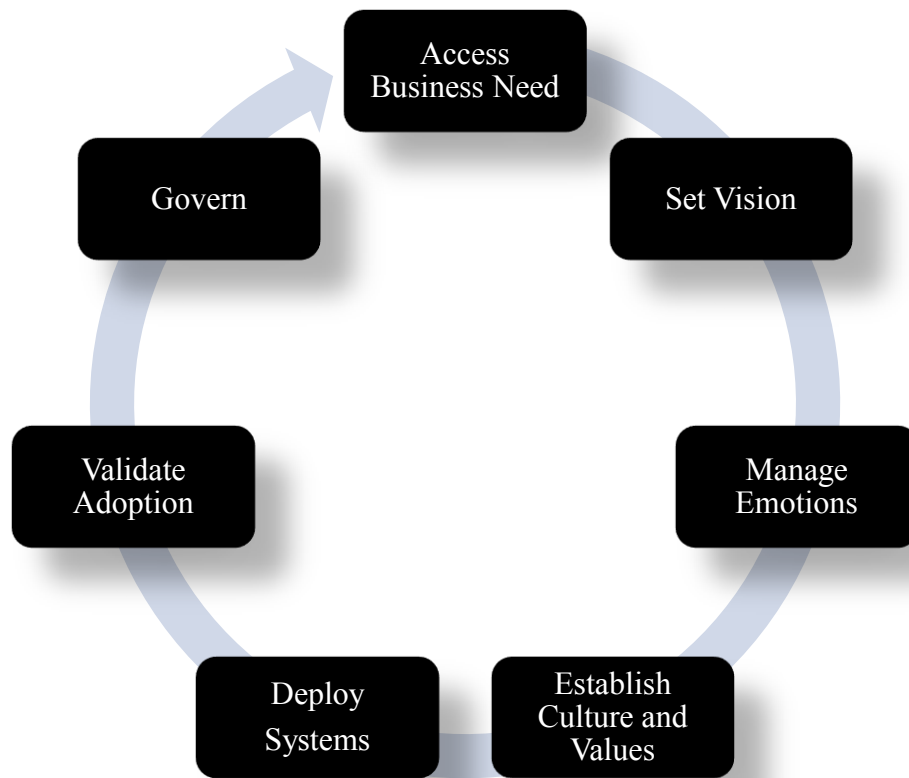 Access
Business Need
Set Vision
Manage
Emotions
Establish
Culture and
Values
Deploy
Systems
Validate
Adoption
Govern